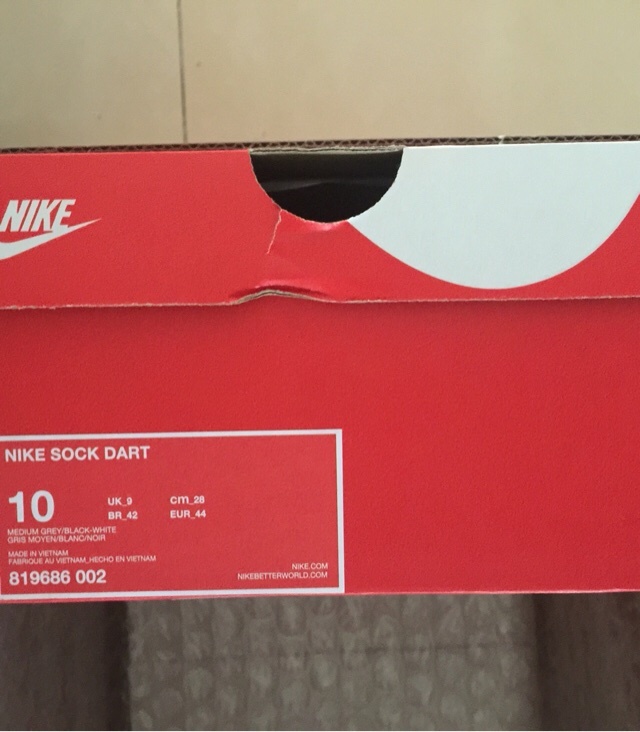 NIKE
NIKE SOCK DART
10 UK_9 cm_28
BR_42 EUR_44
MEDIUM GREY/BLACK-WHITE
GRIS MOYEN/BLANC/NOIR
MADE IN VIETNAM
FABRIQUE AU VIETNAM_HECHO EN VIETNAM
819686 002
NIKE.COM
NIKEBETTERWORLD.COM